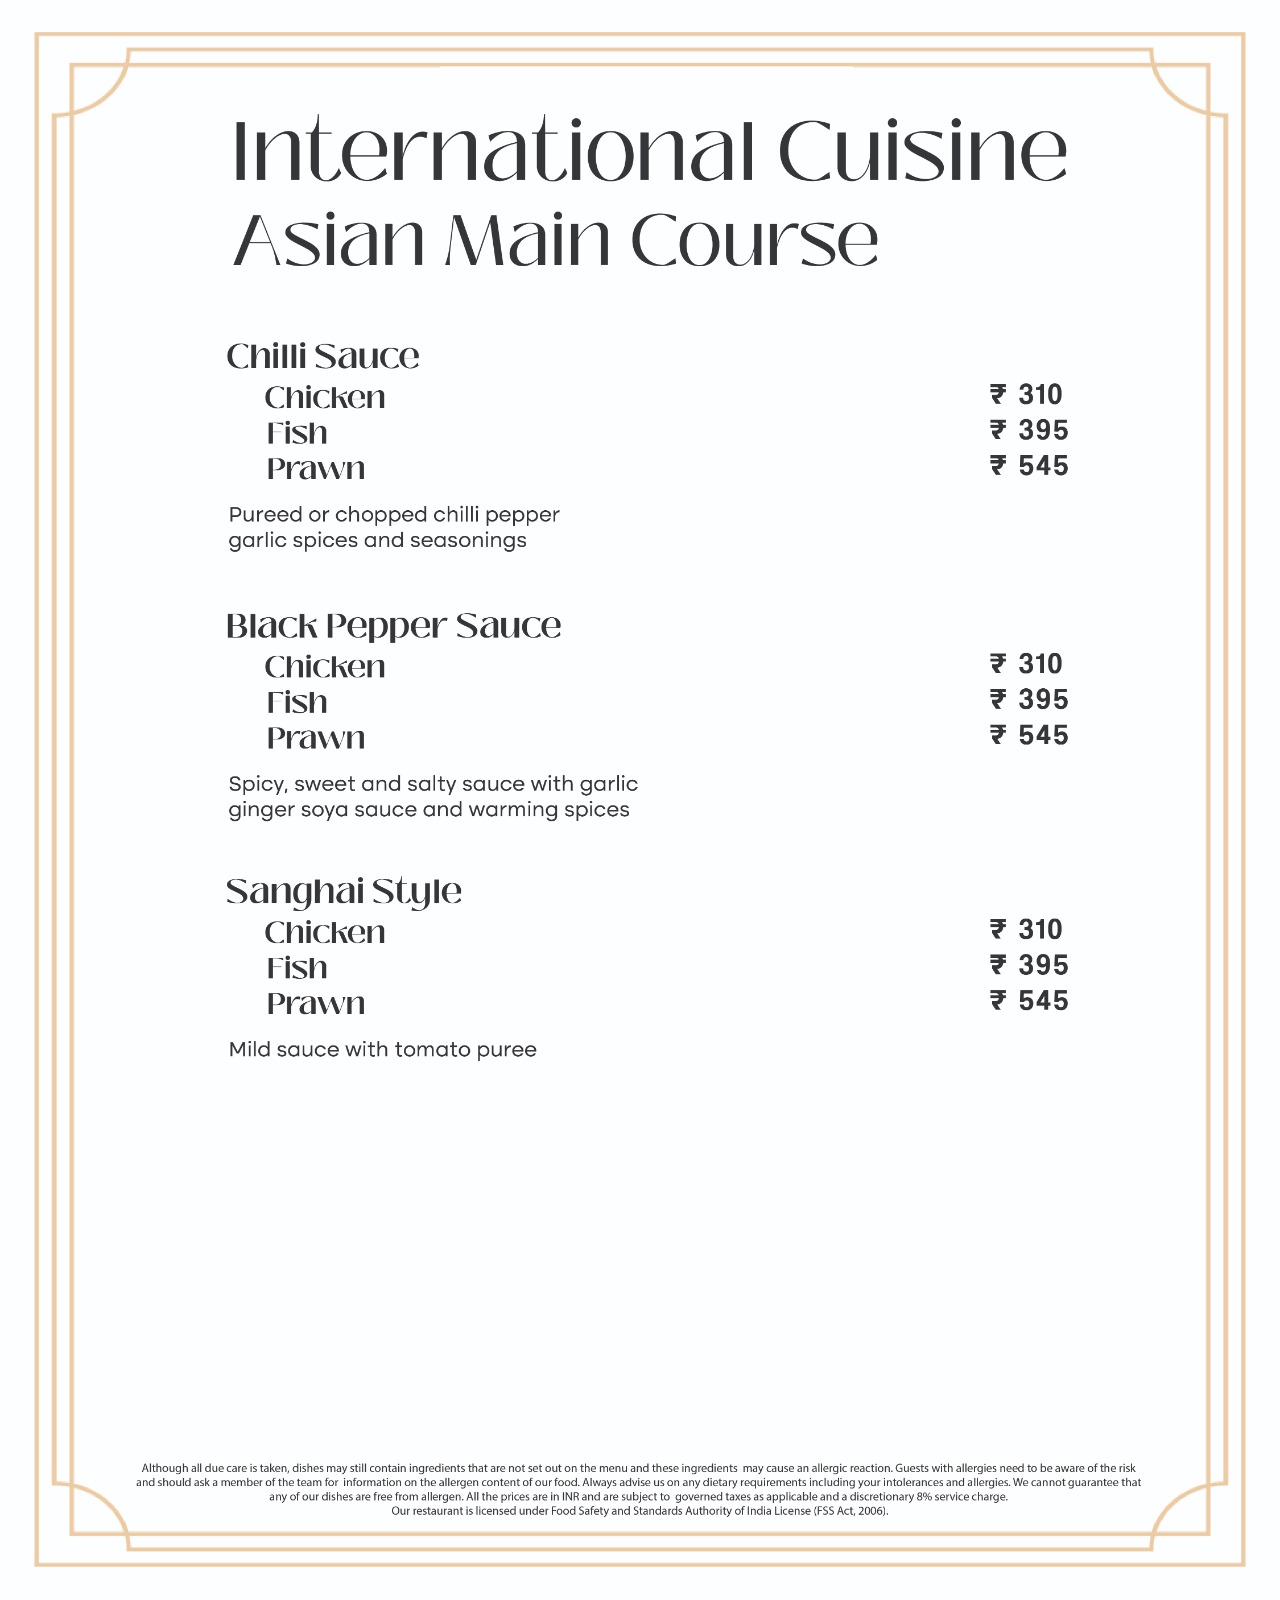 International Cuisine
Asian Main Course
Chilli Sauce
Chicken ₹ 310
Fish ₹ 395
Prawn ₹ 545
Pureed or chopped chilli pepper
garlic spices and seasonings
Black Pepper Sauce
Chicken ₹ 310
Fish ₹ 395
Prawn ₹ 545
Spicy, sweet and salty sauce with garlic
ginger soya sauce and warming spices
Sanghai Style
Chicken ₹ 310
Fish ₹ 395
Prawn ₹ 545
Mild sauce with tomato puree
Although all due care is taken, dishes may still contain ingredients that are not set out on the menu and these ingredients may cause an allergic reaction. Guests with allergies need to be aware of the risk
and should ask a member of the team for information on the allergen content of our food. Always advise us on any dietary requirements including your intolerances and allergies. We cannot guarantee that
any of our dishes are free from allergen. All the prices are in INR and are subject to governed taxes as applicable and a discretionary 8% service charge.
Our restaurant is licensed under Food Safety and Standards Authority of India License (FSS Act, 2006).